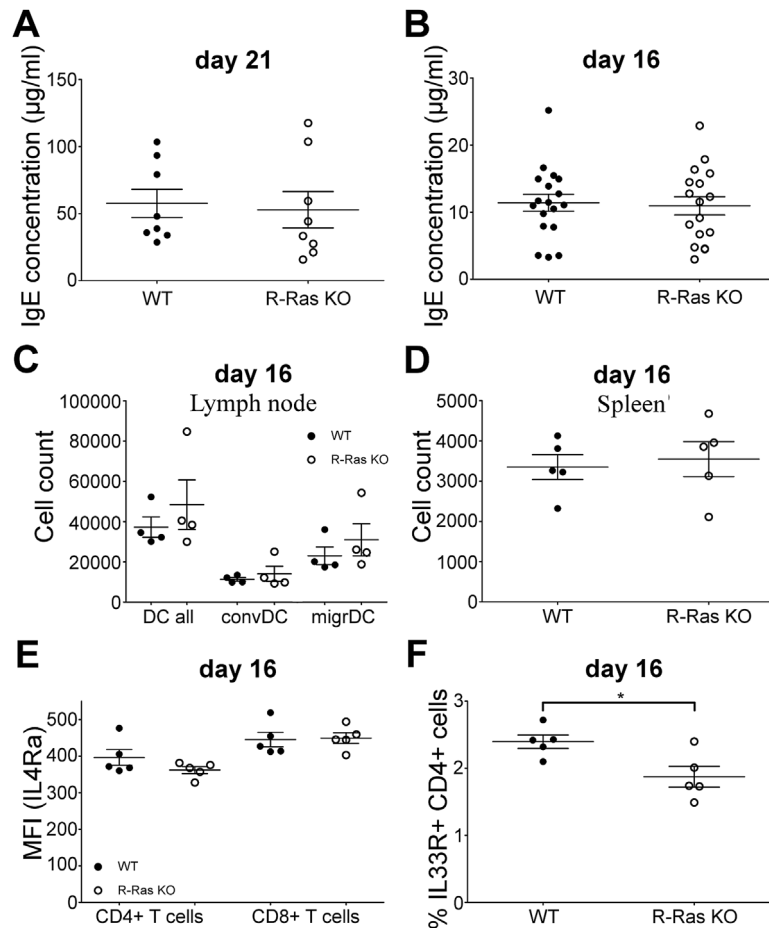 A
day 21
IgE concentration (µg/ml)
150
100
50
0
WT
R-Ras KO
B
day 16
IgE concentration (µg/ml)
30
20
10
0
WT
R-Ras KO
C
day 16
Lymph node
Cell count
100000
80000
60000
40000
20000
0
WT
R-Ras KO
DC all
convDC
migrDC
D
day 16
Spleen
Cell count
5000
4000
3000
2000
1000
0
WT
R-Ras KO
E
day 16
MFI (IL4Ra)
500
400
300
200
100
0
WT
R-Ras KO
CD4+ T cells
CD8+ T cells
F
day 16
*
% IL33R+ CD4+ cells
3
2
1
0
WT
R-Ras KO